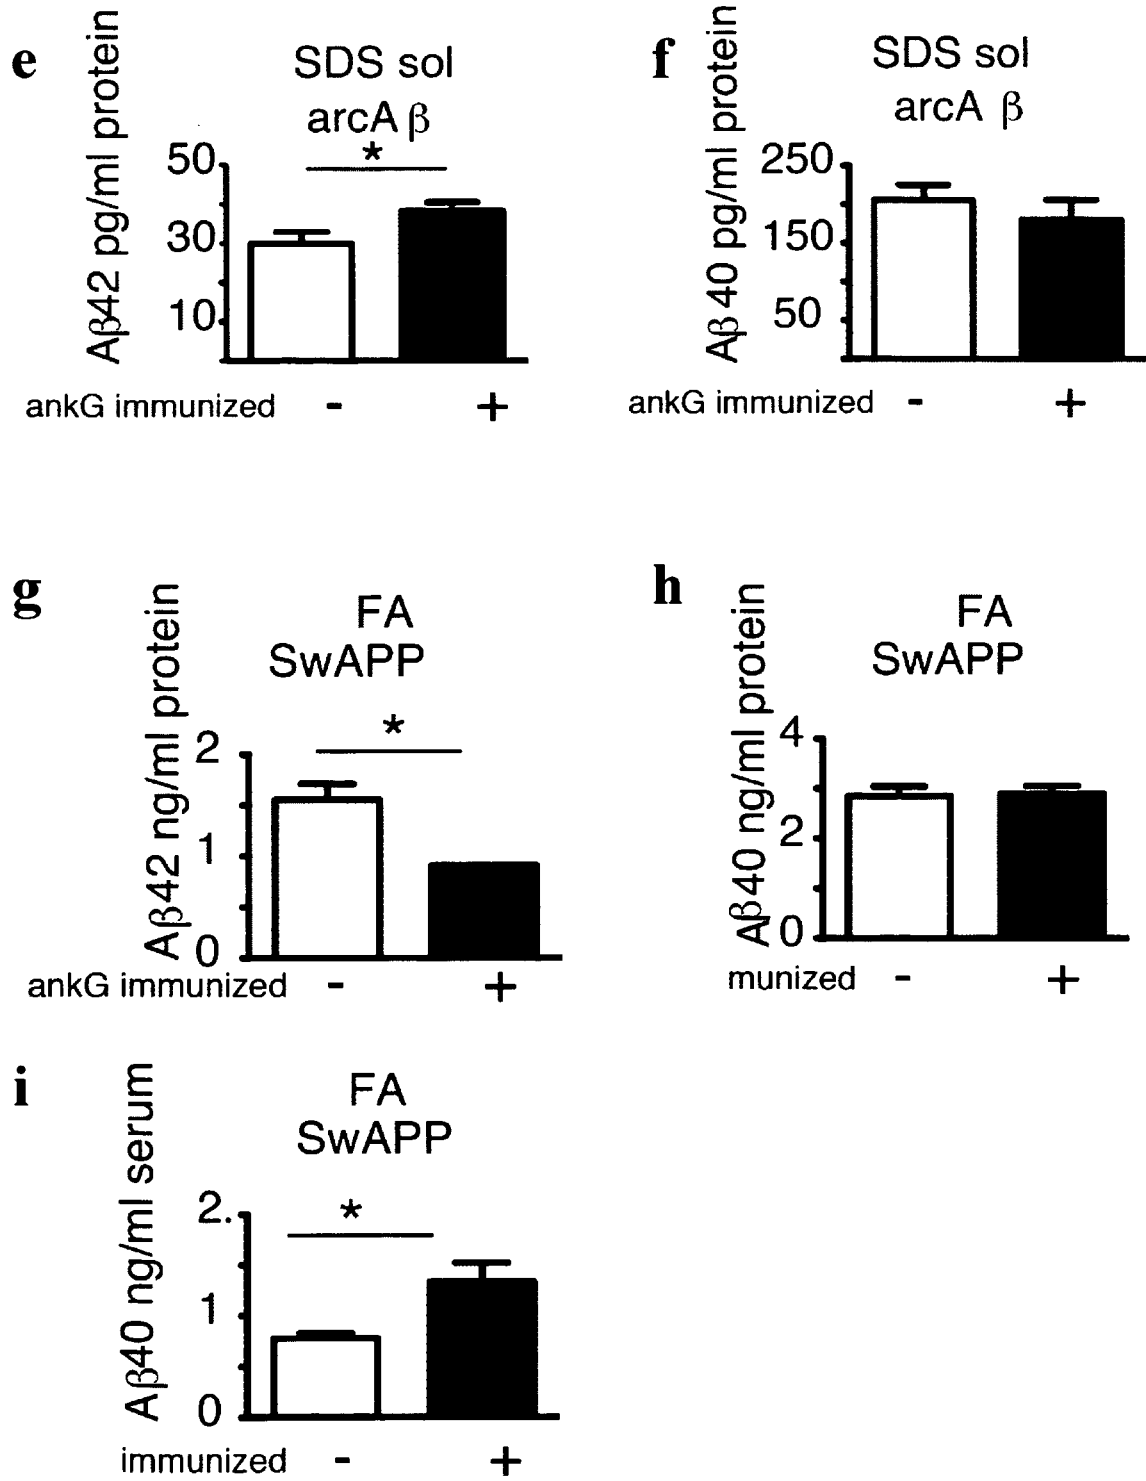 e
SDS sol
arcA β
*
Aβ42 pg/ml protein
50
30
10
ankG immunized - +
f
SDS sol
arcA β
Aβ 40 pg/ml protein
250
150
50
ankG immunized - +
g
FA
SwAPP
*
Aβ42 ng/ml protein
2
1
0
ankG immunized - +
h
FA
SwAPP
Aβ40 ng/ml protein
4
2
0
munized - +
i
FA
SwAPP
*
Aβ40 ng/ml serum
2.
1
0
immunized - +